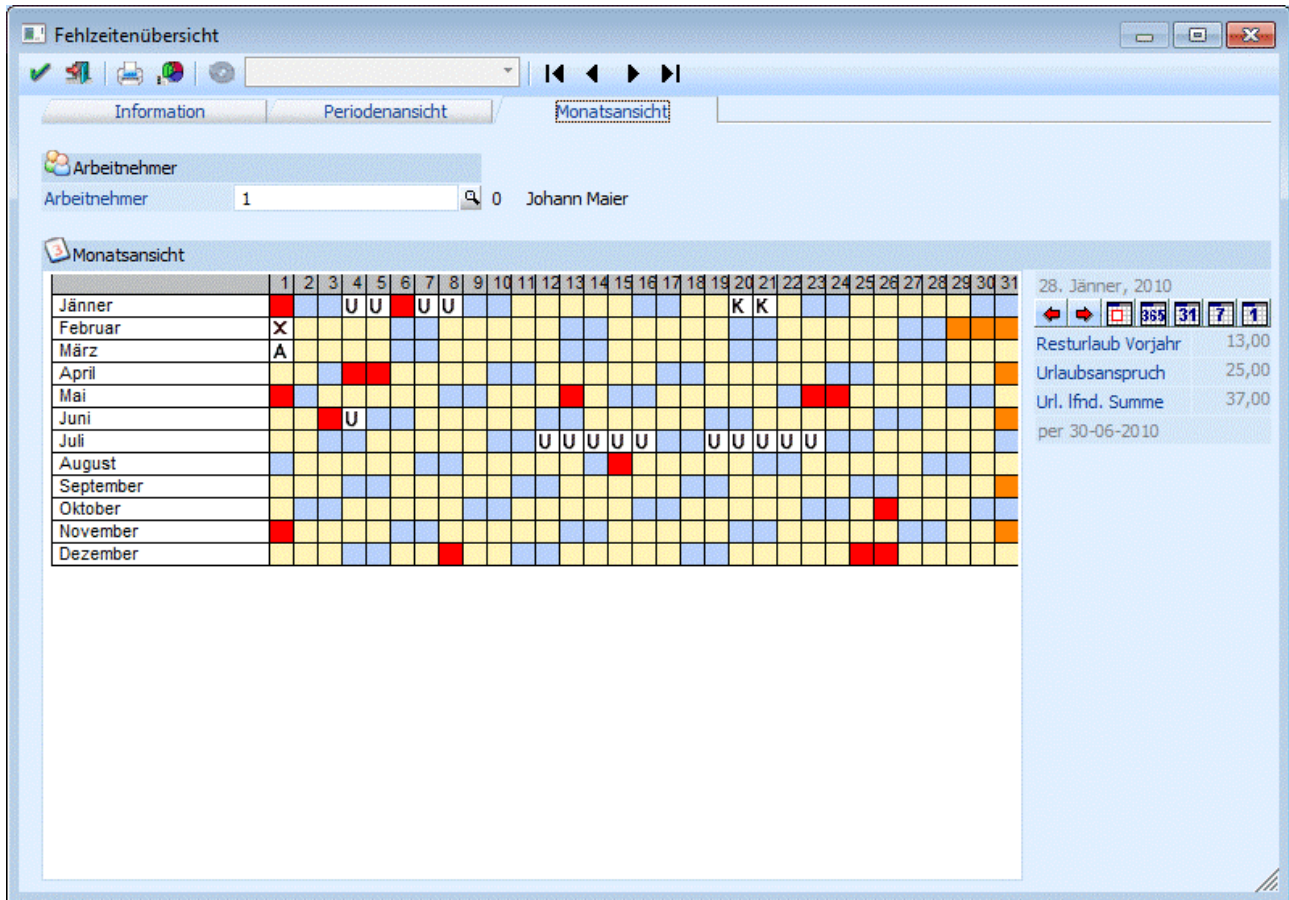 Fehlzeitenübersicht
Information Periodenansicht Monatsansicht
Arbeitnehmer
Arbeitnehmer 1 0 Johann Maier
3 Monatsansicht
1 2 3 4 5 6 7 8 9 10 11 12 13 14 15 16 17 18 19 20 21 22 23 24 25 26 27 28 29 30 31
Jänner U U U U K K
Februar X
März A
April
Mai
Juni U
Juli U U U U U U U U U U
August
September
Oktober
November
Dezember
28. Jänner, 2010
365 31 7 1
Resturlaub Vorjahr 13,00
Urlaubsanspruch 25,00
Url. lfnd. Summe 37,00
per 30-06-2010